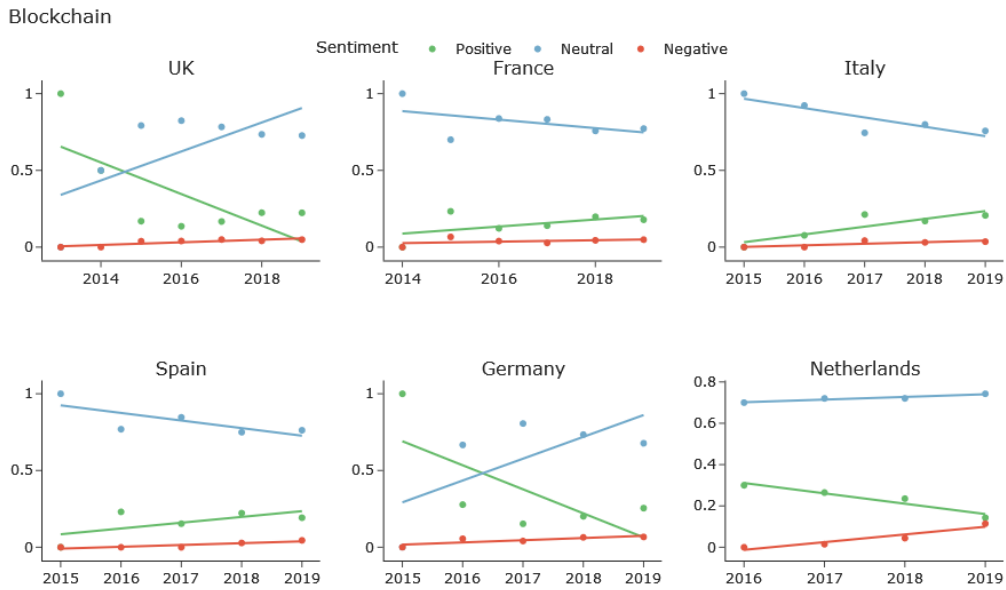 Blockchain
Sentiment Positive Neutral Negative
UK France Italy
1 1 1
0.5 0.5 0.5
0 0 0
2014 2016 2018 2014 2016 2018 2015 2016 2017 2018 2019
Spain Germany Netherlands
1 1 0.8
0.6
0.5 0.5 0.4
0.2
0 0 0
2015 2016 2017 2018 2019 2015 2016 2017 2018 2019 2016 2017 2018 2019